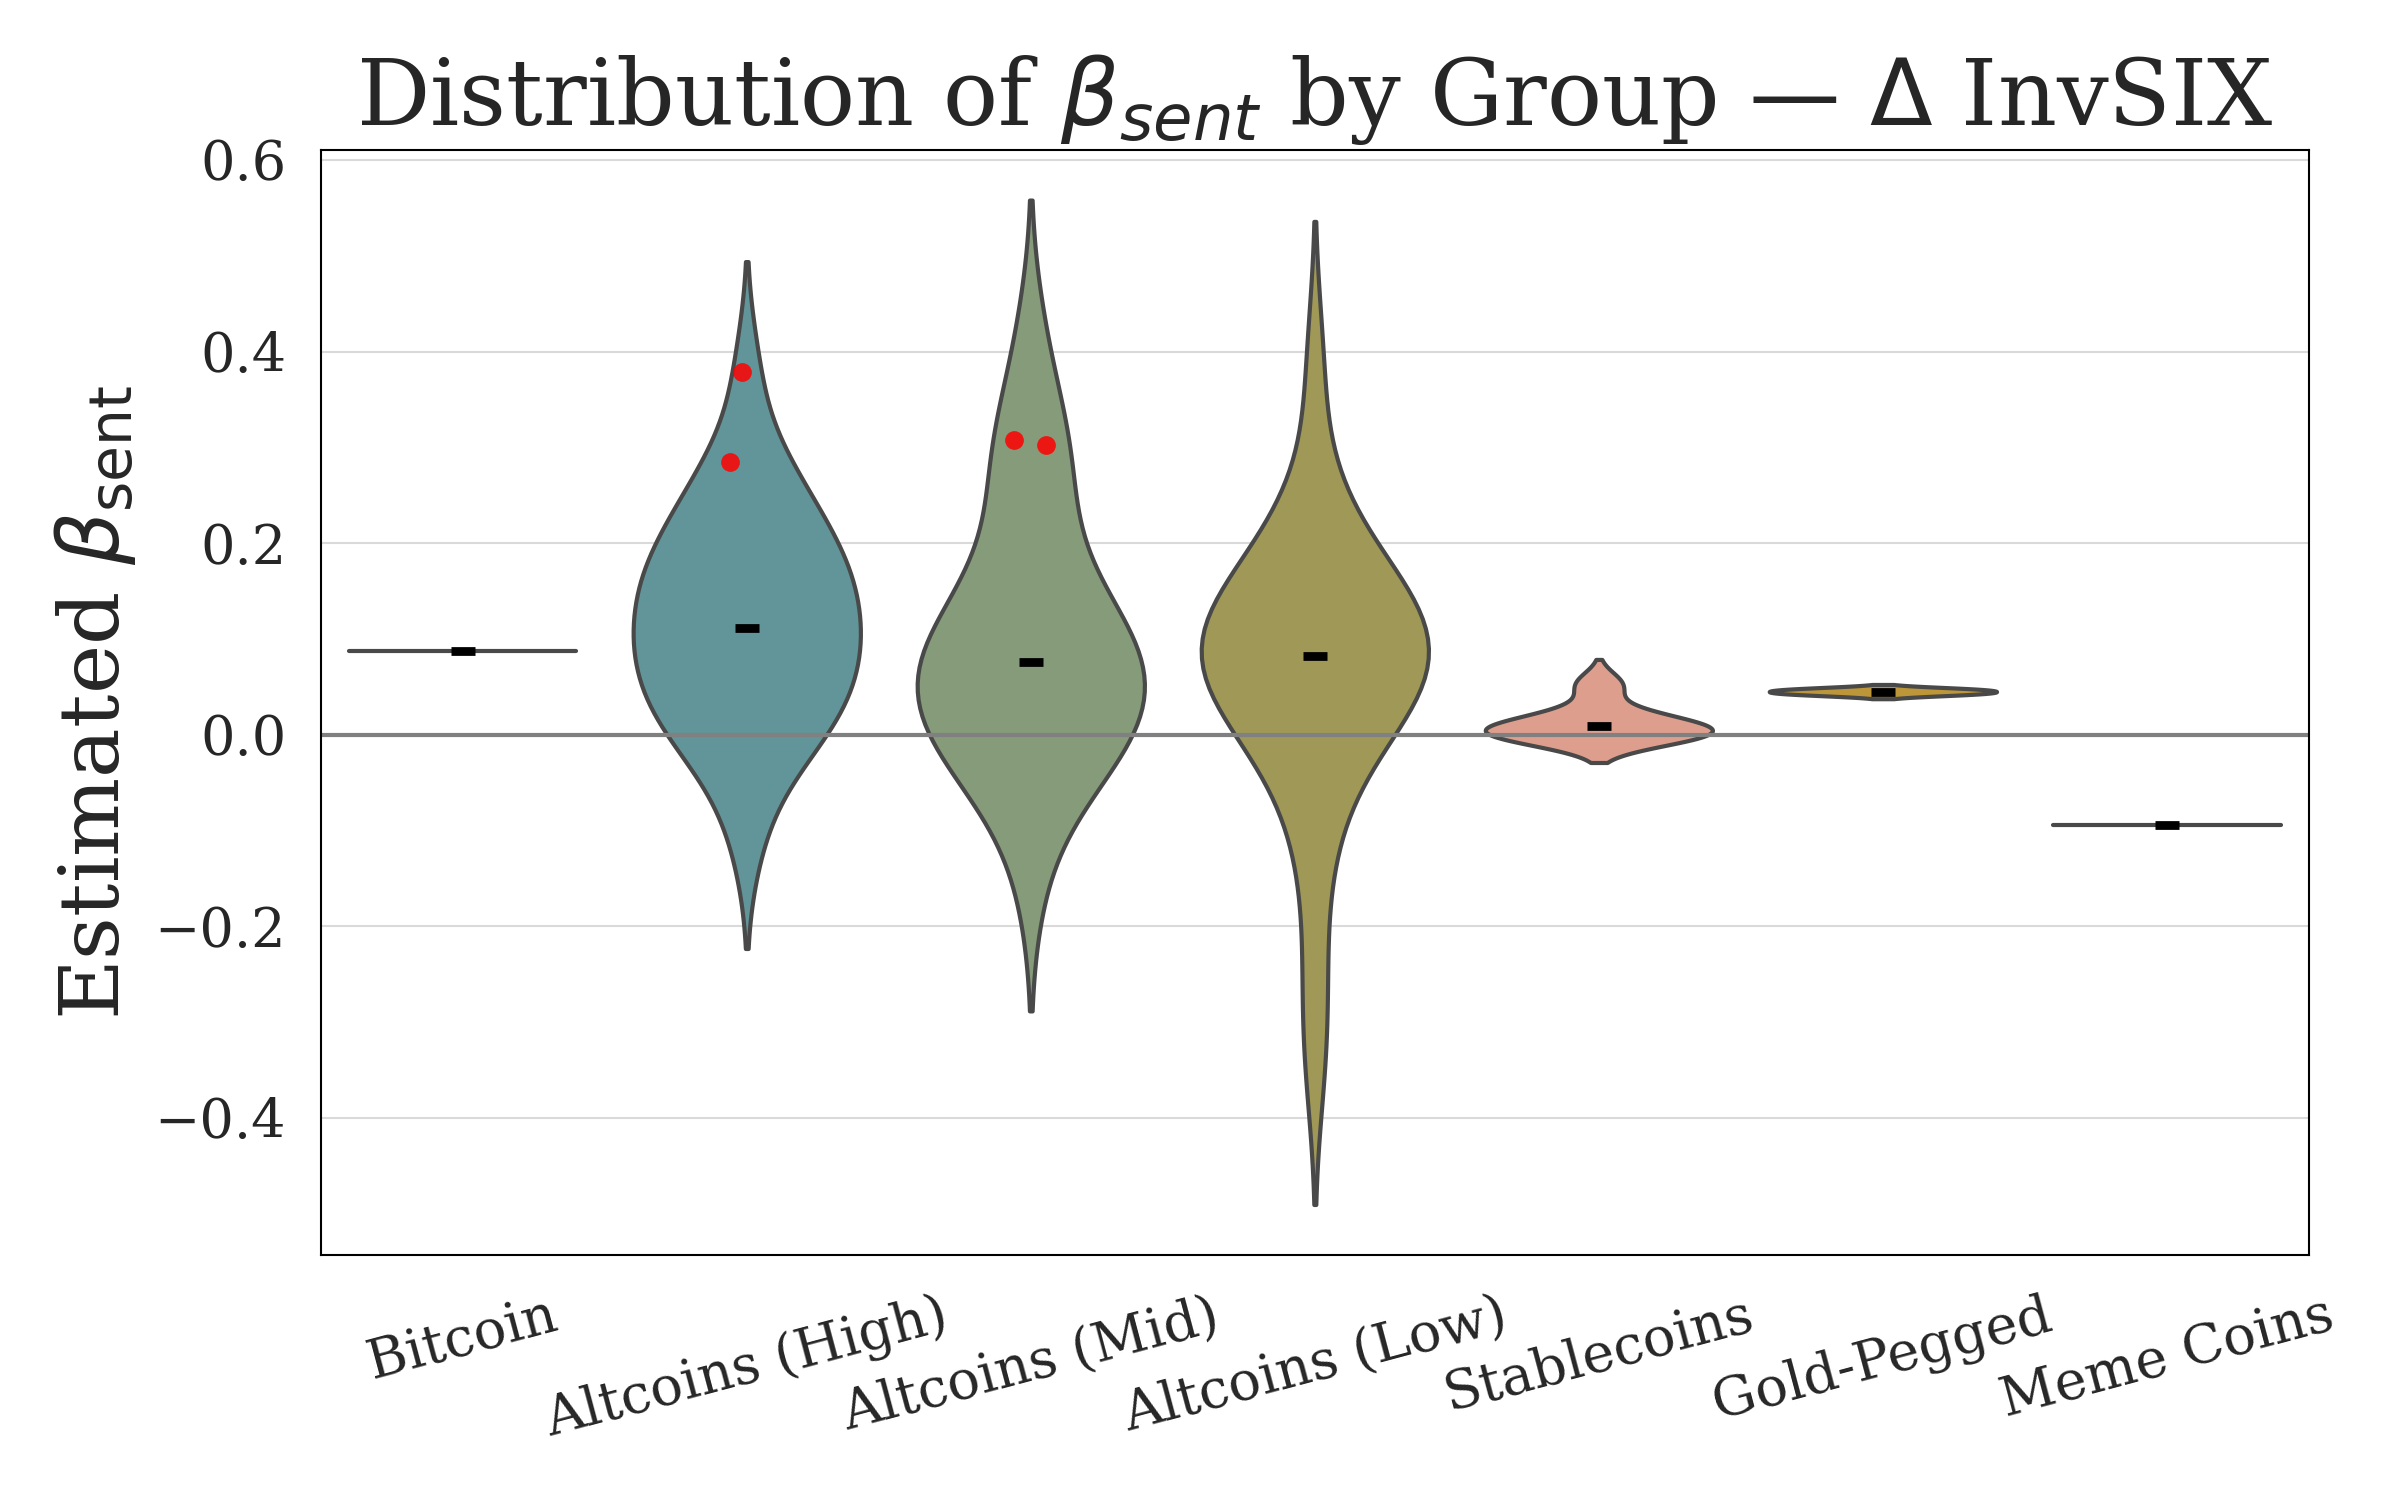 Distribution of β_sent by Group — Δ InvSIX
Estimated β_sent
0.6
0.4
0.2
0.0
−0.2
−0.4
Bitcoin
Altcoins (High)
Altcoins (Mid)
Altcoins (Low)
Stablecoins
Gold-Pegged
Meme Coins